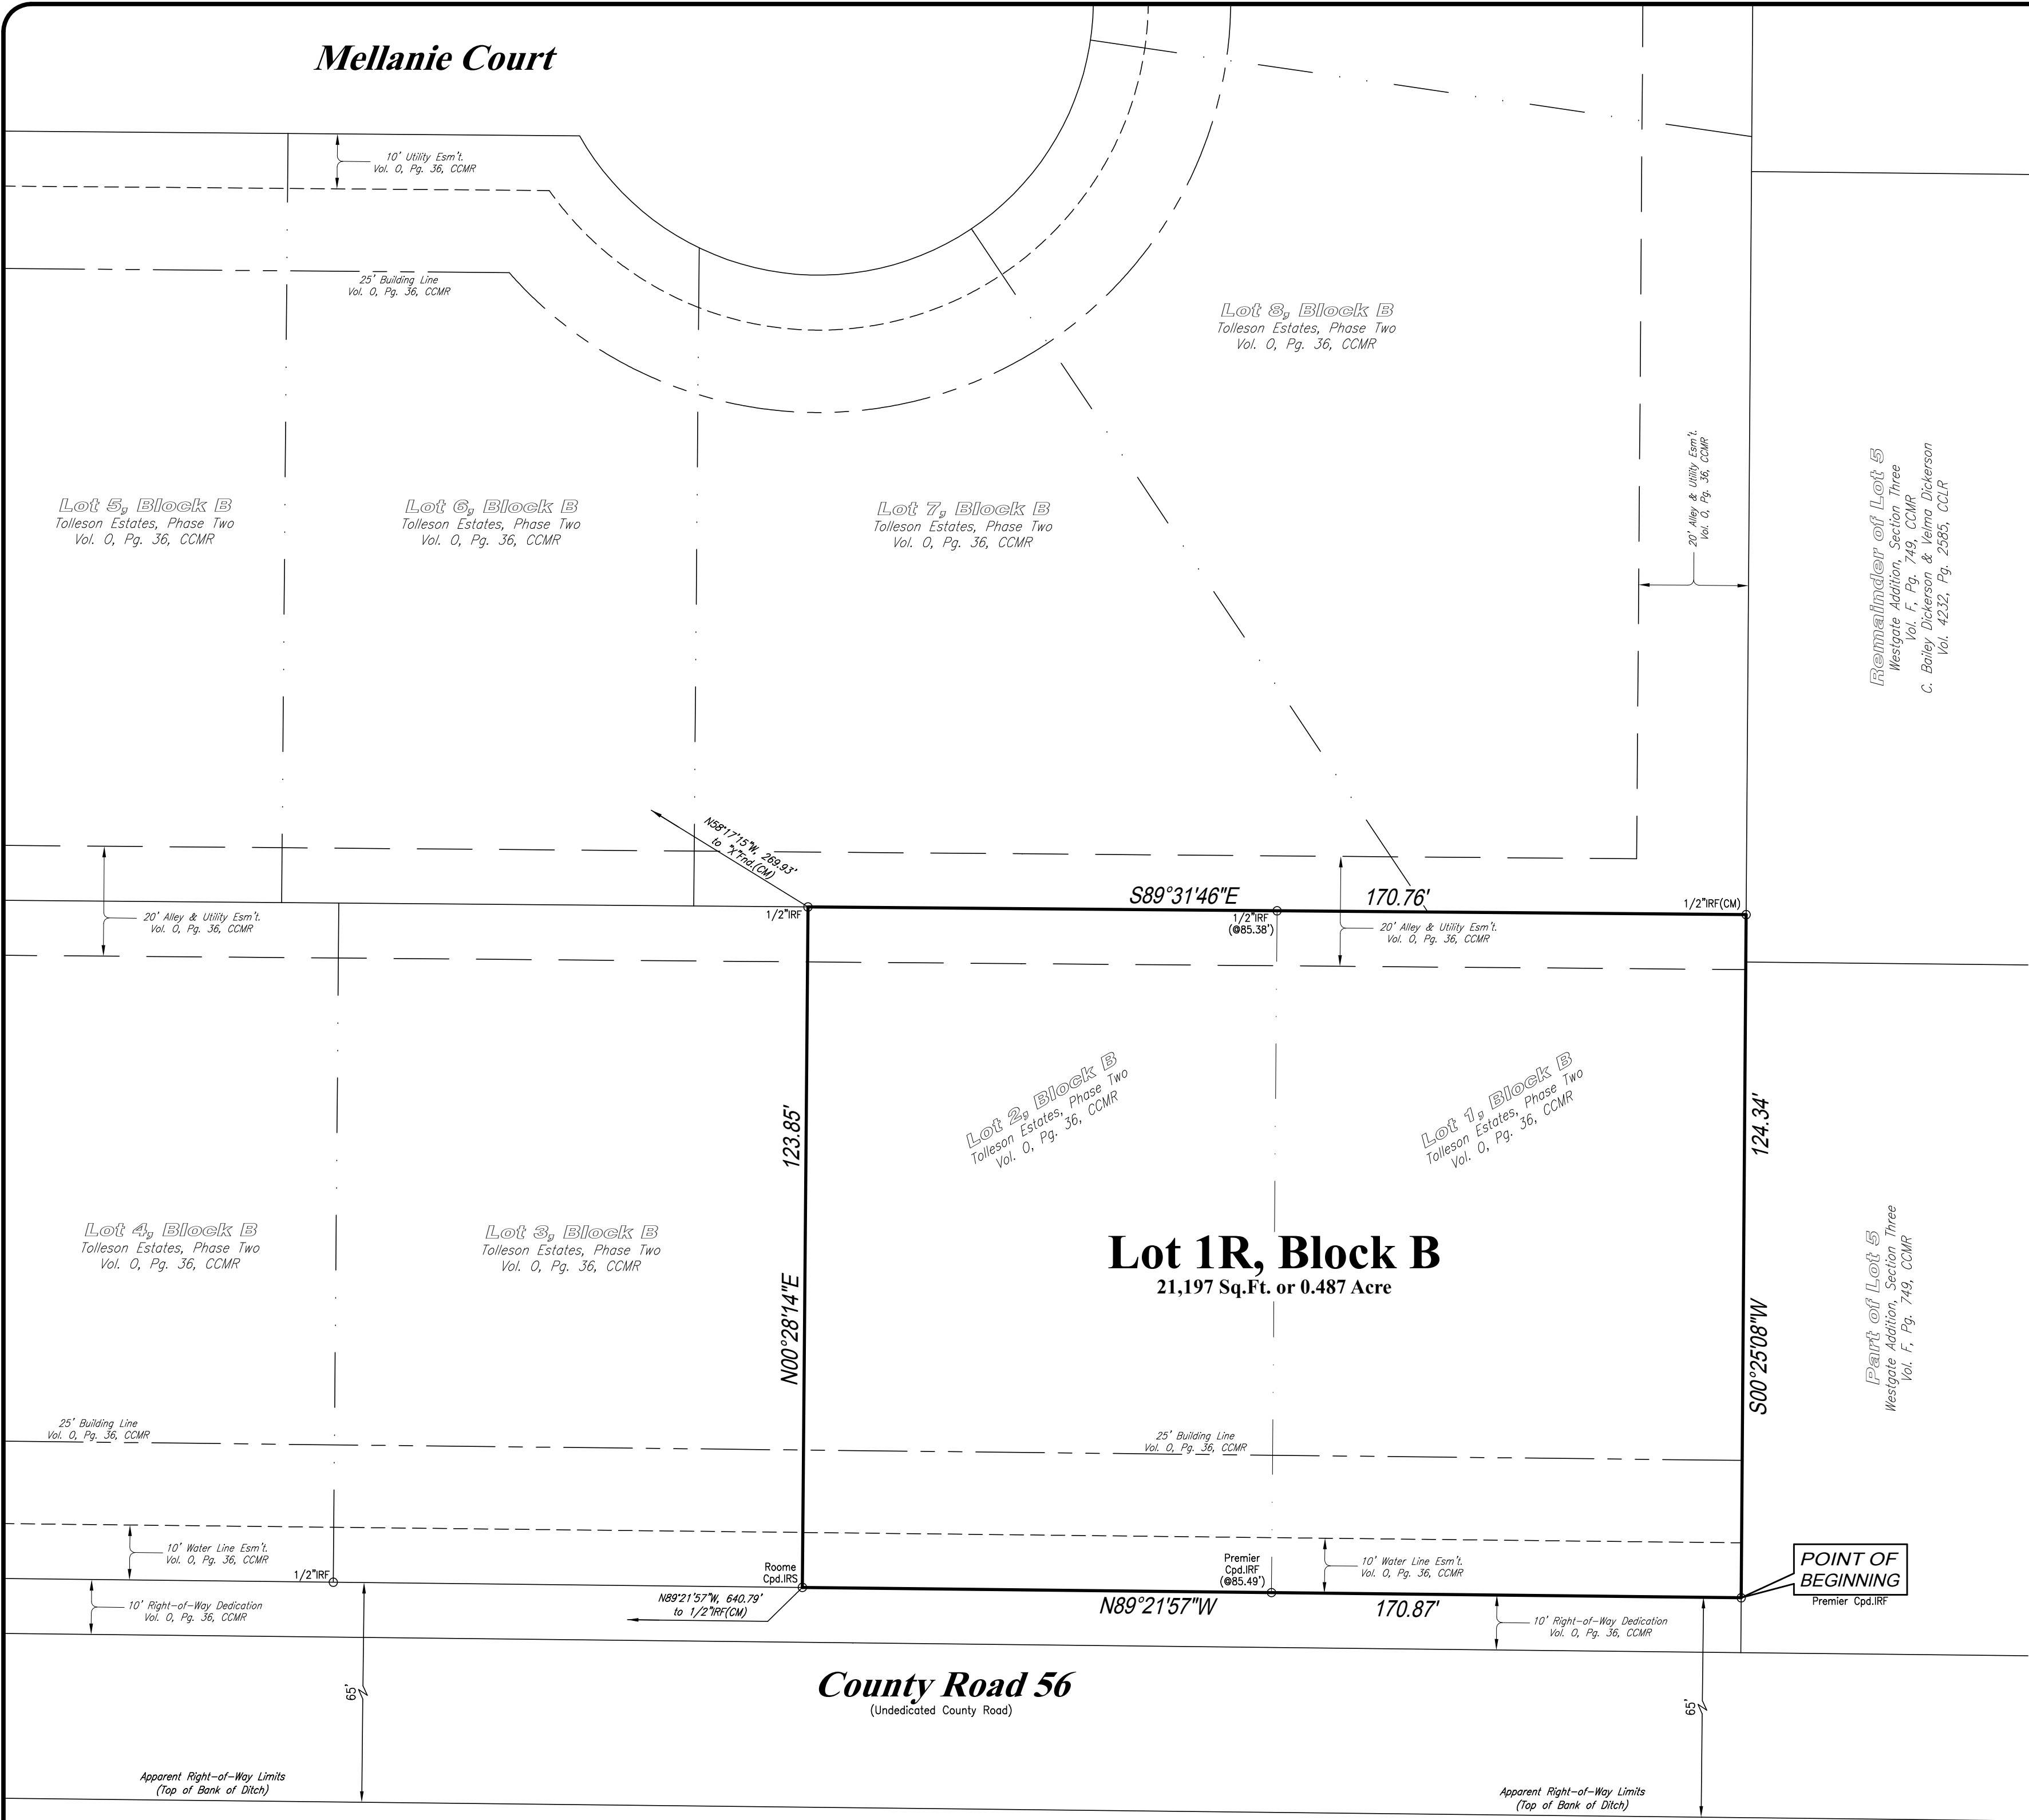 Mellanie Court
10' Utility Esm't.
Vol. O, Pg. 36, CCMR
25' Building Line
Vol. O, Pg. 36, CCMR
Lot 8, Block B
Tolleson Estates, Phase Two
Vol. O, Pg. 36, CCMR
Lot 5, Block B
Tolleson Estates, Phase Two
Vol. O, Pg. 36, CCMR
Lot 6, Block B
Tolleson Estates, Phase Two
Vol. O, Pg. 36, CCMR
Lot 7, Block B
Tolleson Estates, Phase Two
Vol. O, Pg. 36, CCMR
20' Alley & Utility Esm't.
Vol. O, Pg. 36, CCMR
Remainder of Lot 5
Westgate Addition, Section Three
Vol. F, Pg. 749, CCMR
C. Bailey Dickerson & Velma Dickerson
Vol. 4232, Pg. 2585, CCLR
N58°17'15"W, 269.93'
to "X"Fnd.(CM)
S89°31'46"E 170.76'
1/2"IRF
1/2"IRF
(@85.38')
1/2"IRF(CM)
20' Alley & Utility Esm't.
Vol. O, Pg. 36, CCMR
20' Alley & Utility Esm't.
Vol. O, Pg. 36, CCMR
Lot 2, Block B
Tolleson Estates, Phase Two
Vol. O, Pg. 36, CCMR
Lot 1, Block B
Tolleson Estates, Phase Two
Vol. O, Pg. 36, CCMR
N00°28'14"E 123.85'
S00°25'08"W 124.34'
Lot 4, Block B
Tolleson Estates, Phase Two
Vol. O, Pg. 36, CCMR
Lot 3, Block B
Tolleson Estates, Phase Two
Vol. O, Pg. 36, CCMR
Lot 1R, Block B
21,197 Sq.Ft. or 0.487 Acre
Part of Lot 5
Westgate Addition, Section Three
Vol. F, Pg. 749, CCMR
25' Building Line
Vol. O, Pg. 36, CCMR
25' Building Line
Vol. O, Pg. 36, CCMR
10' Water Line Esm't.
Vol. O, Pg. 36, CCMR
1/2"IRF
Roome
Cpd.IRS
Premier
Cpd.IRF
(@85.49')
10' Water Line Esm't.
Vol. O, Pg. 36, CCMR
POINT OF
BEGINNING
Premier Cpd.IRF
10' Right-of-Way Dedication
Vol. O, Pg. 36, CCMR
N89°21'57"W, 640.79'
to 1/2"IRF(CM)
N89°21'57"W 170.87'
10' Right-of-Way Dedication
Vol. O, Pg. 36, CCMR
County Road 56
(Undedicated County Road)
65'
65'
Apparent Right-of-Way Limits
(Top of Bank of Ditch)
Apparent Right-of-Way Limits
(Top of Bank of Ditch)